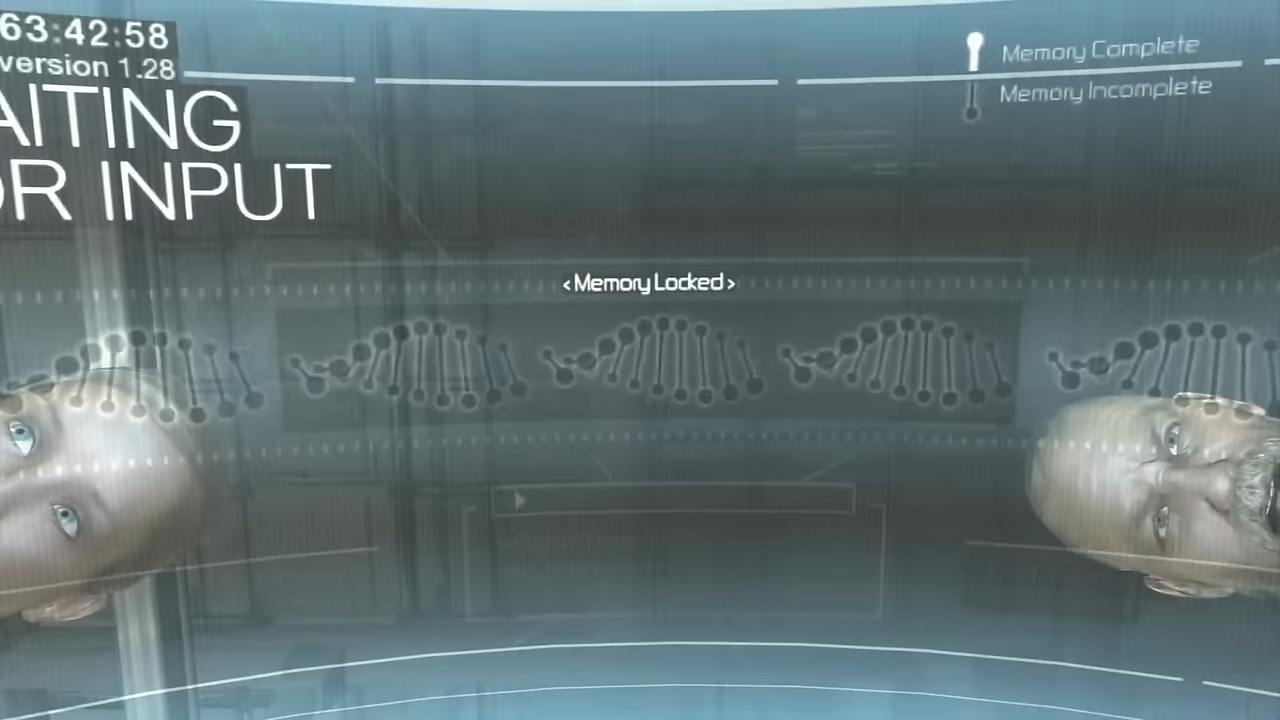 63:42:58
version 1.28
AITING
OR INPUT
Memory Complete
Memory Incomplete
<Memory Locked>